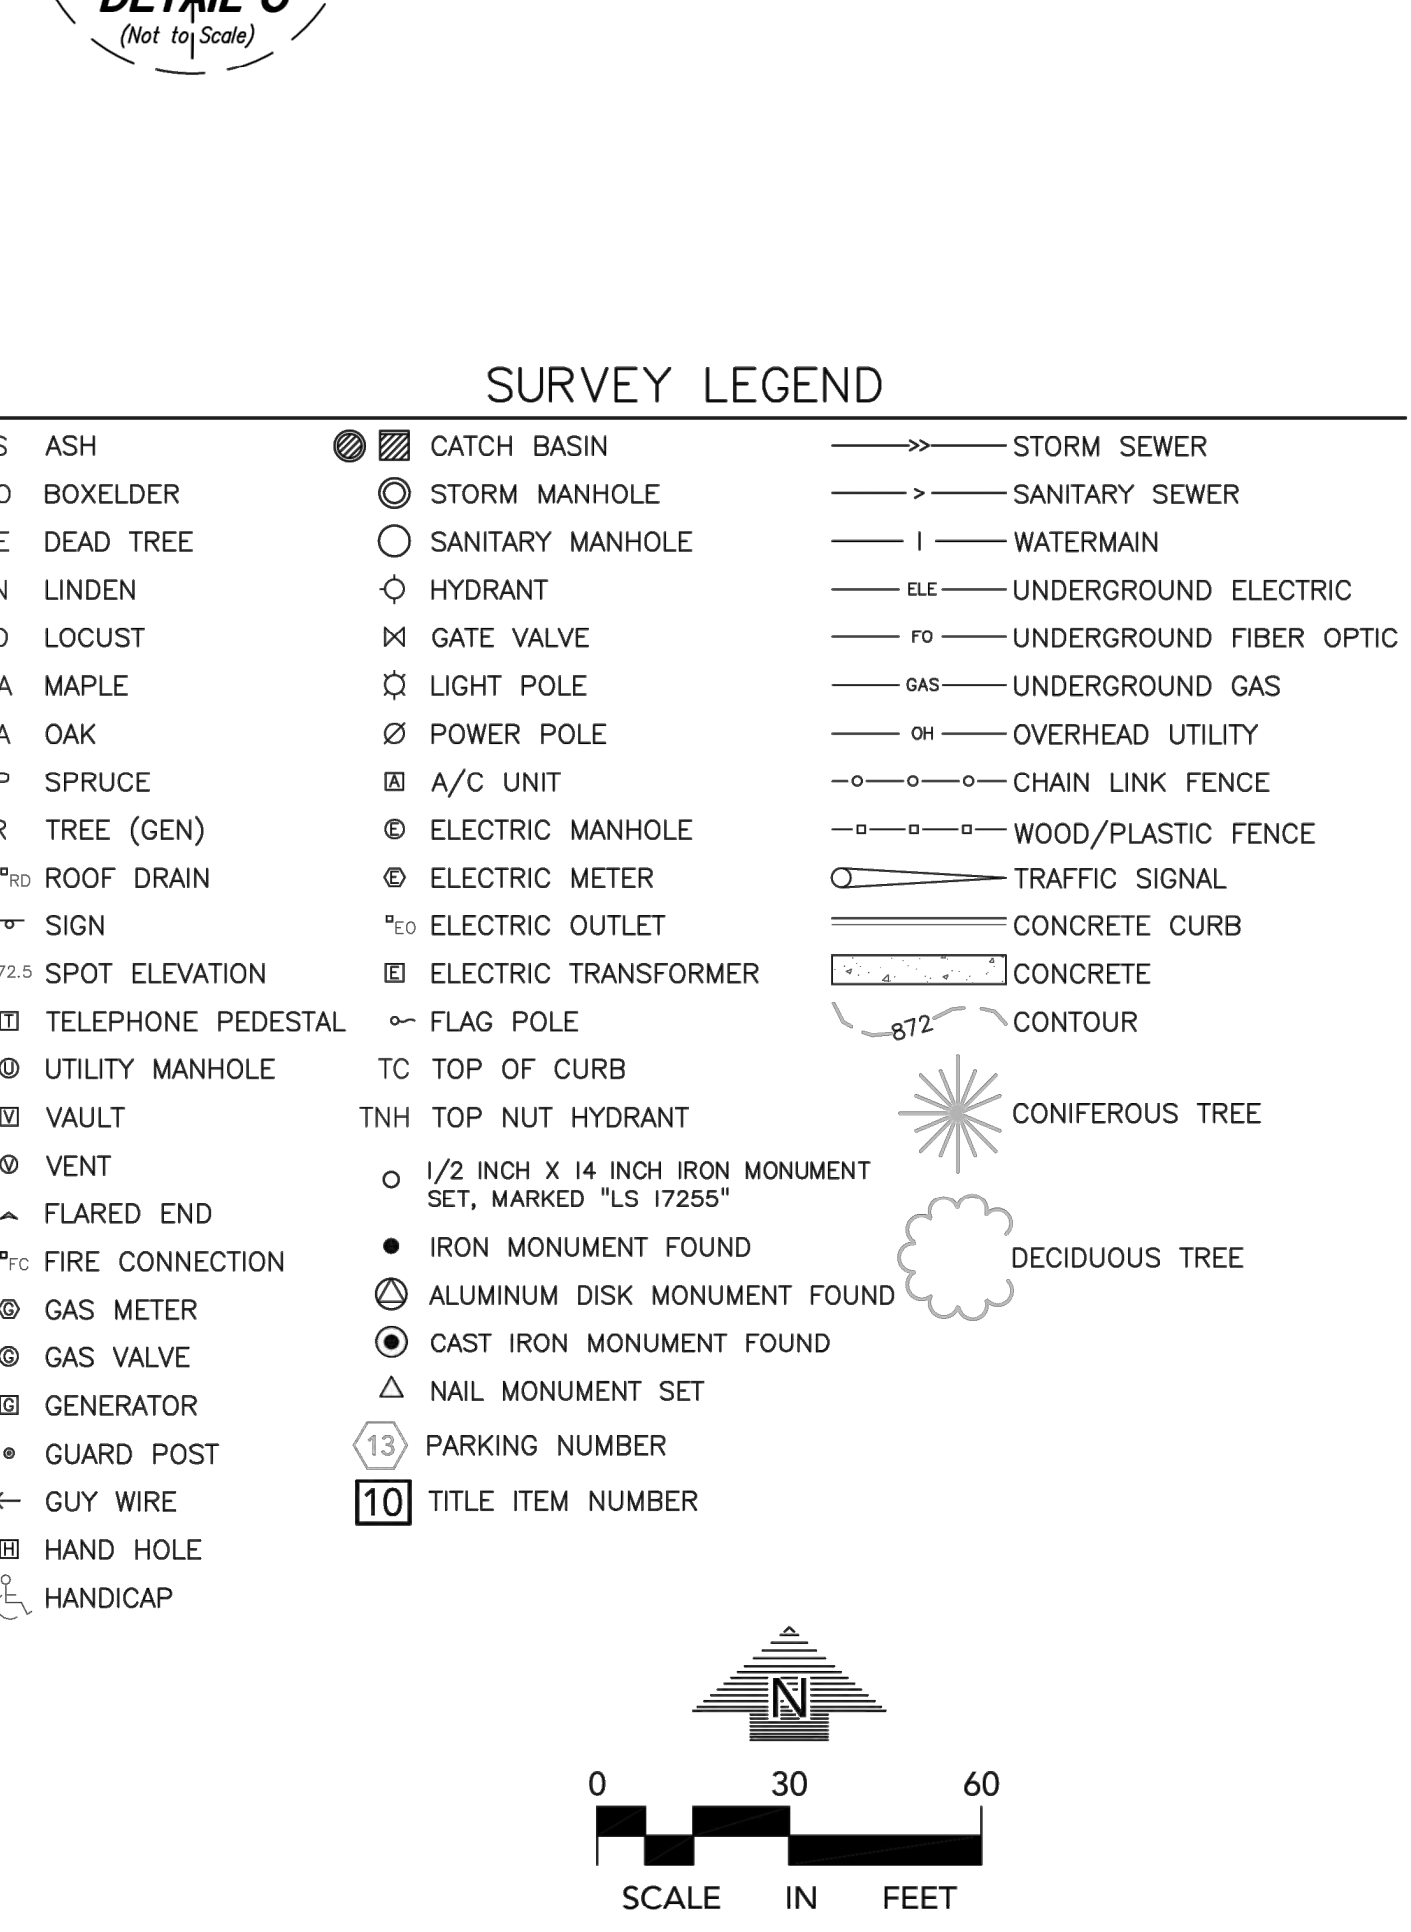 DETAIL
(Not to Scale)
SURVEY LEGEND
ASH
BOXELDER
DEAD TREE
LINDEN
LOCUST
MAPLE
OAK
SPRUCE
TREE (GEN)
RD ROOF DRAIN
SIGN
72.5 SPOT ELEVATION
T TELEPHONE PEDESTAL
U UTILITY MANHOLE
V VAULT
V VENT
FLARED END
FC FIRE CONNECTION
G GAS METER
G GAS VALVE
G GENERATOR
GUARD POST
GUY WIRE
H HAND HOLE
HANDICAP
CATCH BASIN
STORM MANHOLE
SANITARY MANHOLE
HYDRANT
GATE VALVE
LIGHT POLE
POWER POLE
A A/C UNIT
E ELECTRIC MANHOLE
E ELECTRIC METER
EO ELECTRIC OUTLET
E ELECTRIC TRANSFORMER
FLAG POLE
TC TOP OF CURB
TNH TOP NUT HYDRANT
1/2 INCH X 14 INCH IRON MONUMENT
SET, MARKED "LS 17255"
IRON MONUMENT FOUND
ALUMINUM DISK MONUMENT FOUND
CAST IRON MONUMENT FOUND
NAIL MONUMENT SET
13 PARKING NUMBER
10 TITLE ITEM NUMBER
>> STORM SEWER
> SANITARY SEWER
| WATERMAIN
ELE UNDERGROUND ELECTRIC
FO UNDERGROUND FIBER OPTIC
GAS UNDERGROUND GAS
OH OVERHEAD UTILITY
CHAIN LINK FENCE
WOOD/PLASTIC FENCE
TRAFFIC SIGNAL
CONCRETE CURB
CONCRETE
872 CONTOUR
CONIFEROUS TREE
DECIDUOUS TREE
N
0 30 60
SCALE IN FEET